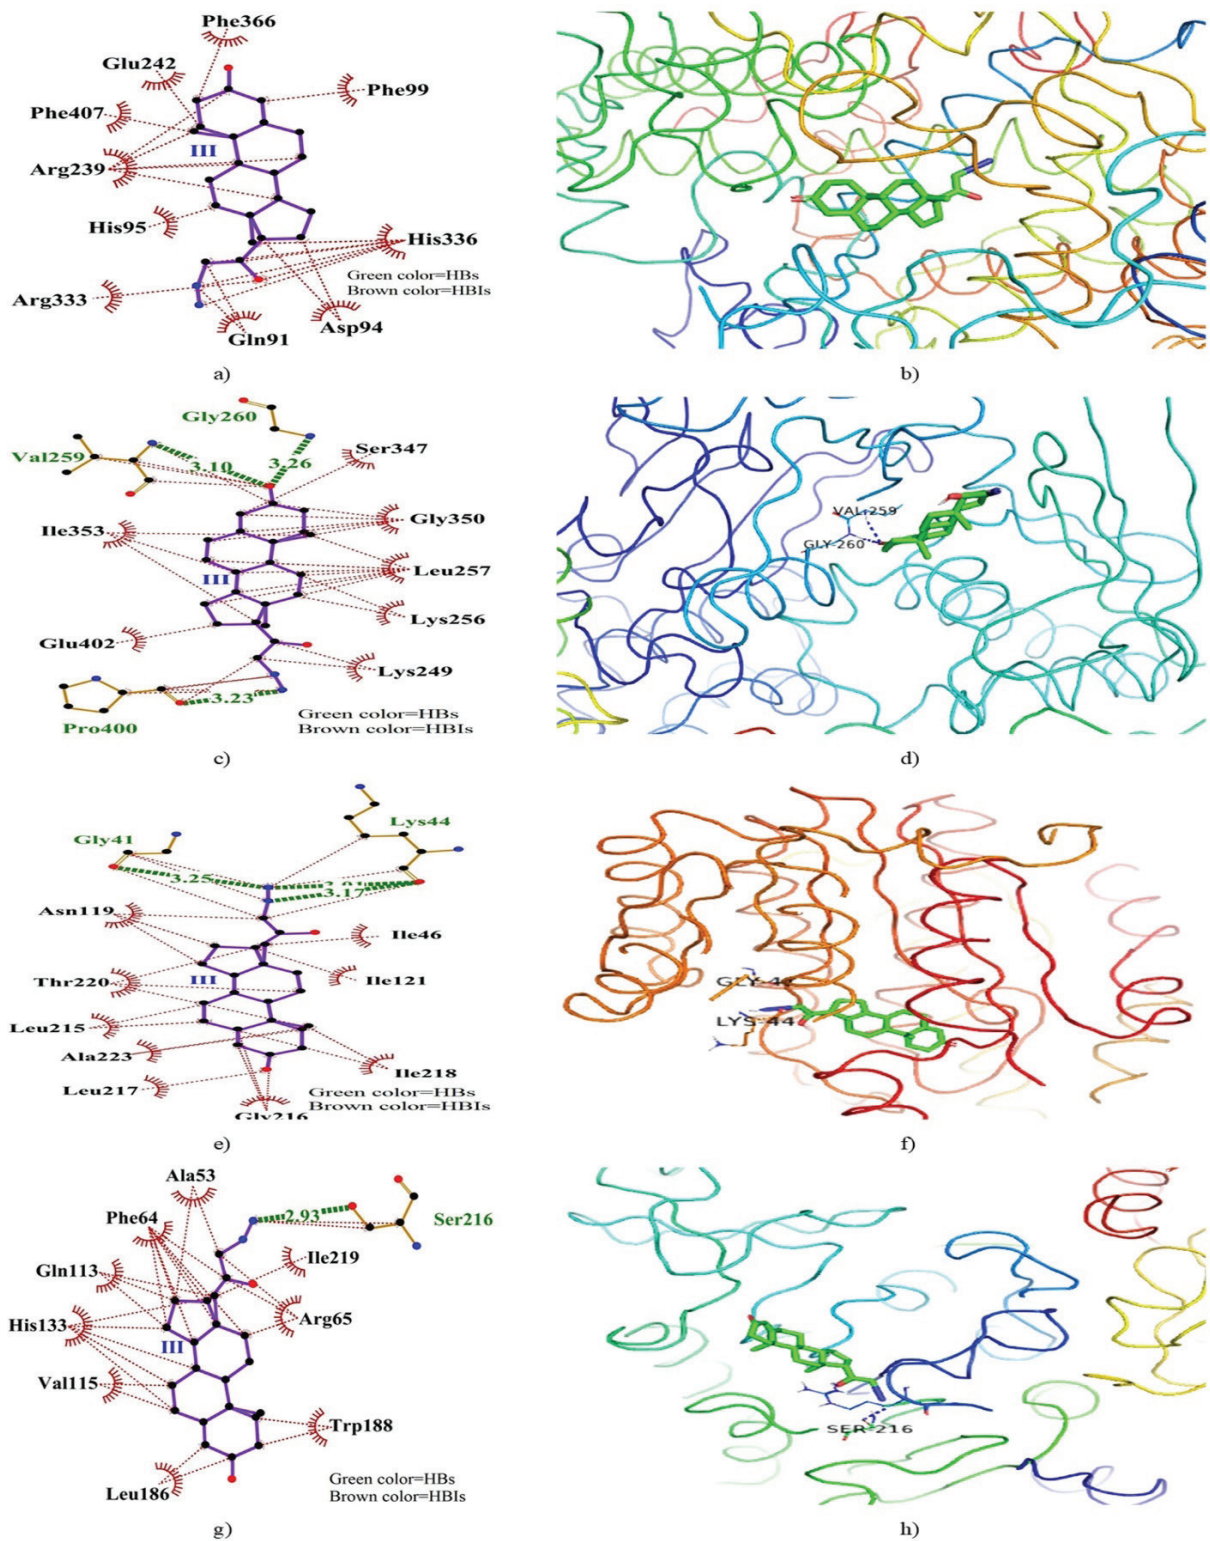 Phe366
Glu242
Phe99
Phe407
III
Arg239
His95
His336
Green color=HBs
Brown color=HBIs
Arg333
Asp94
Gln91
a)
b)
Gly260
Val259
3.10
3.26
Ser347
Ile353
Gly350
III
Leu257
Lys256
Glu402
Lys249
3.23
Pro400
Green color=HBs
Brown color=HBIs
c)
VAL-259
GLY-260
d)
Gly41
Lys44
3.25
3.17
Asn119
Ile46
Thr220
III
Ile121
Leu215
Ala223
Ile218
Leu217
Green color=HBs
Brown color=HBIs
Gly216
e)
LYS-44
f)
Ala53
Phe64
2.93
Ser216
Gln113
Ile219
His133
Arg65
III
Val115
Trp188
Leu186
Green color=HBs
Brown color=HBIs
g)
SER-216
h)